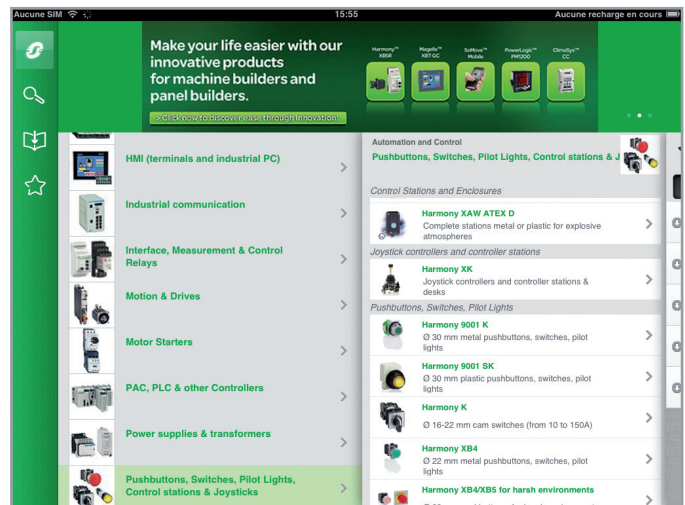 Aucune SIM
15:55
Aucune recharge en cours
Make your life easier with our
innovative products
for machine builders and
panel builders.
> Click now to discover ease through Innovation!
Harmony™
XB5R
Magelis™
XBT GC
SoMove™
Mobile
PowerLogic™
PM1200
ClimaSys™
CC
HMI (terminals and industrial PC)
Industrial communication
Interface, Measurement & Control
Relays
Motion & Drives
Motor Starters
PAC, PLC & other Controllers
Power supplies & transformers
Pushbuttons, Switches, Pilot Lights,
Control stations & Joysticks
Automation and Control
Pushbuttons, Switches, Pilot Lights, Control stations & J
Control Stations and Enclosures
Harmony XAW ATEX D
Complete stations metal or plastic for explosive
atmospheres
Joystick controllers and controller stations
Harmony XK
Joystick controllers and controller stations &
desks
Pushbuttons, Switches, Pilot Lights
Harmony 9001 K
Ø 30 mm metal pushbuttons, switches, pilot
lights
Harmony 9001 SK
Ø 30 mm plastic pushbuttons, switches, pilot
lights
Harmony K
Ø 16-22 mm cam switches (from 10 to 150A)
Harmony XB4
Ø 22 mm metal pushbuttons, switches, pilot
lights
Harmony XB4/XB5 for harsh environments